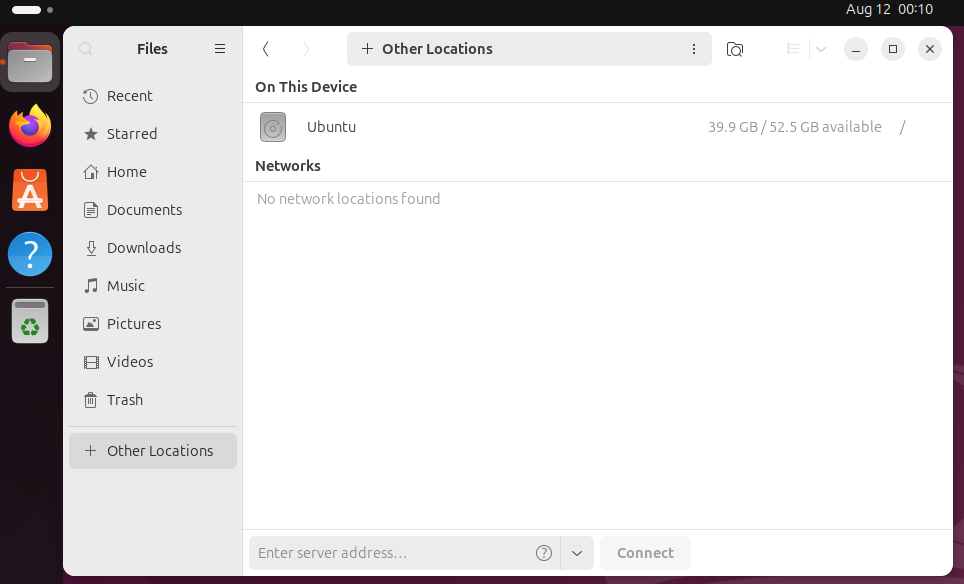 Aug 12 00:10
Files
Other Locations
On This Device
Recent
Starred
Home
Documents
Downloads
Music
Pictures
Videos
Trash
Other Locations
Ubuntu
39.9 GB / 52.5 GB available /
Networks
No network locations found
Enter server address…
?
Connect